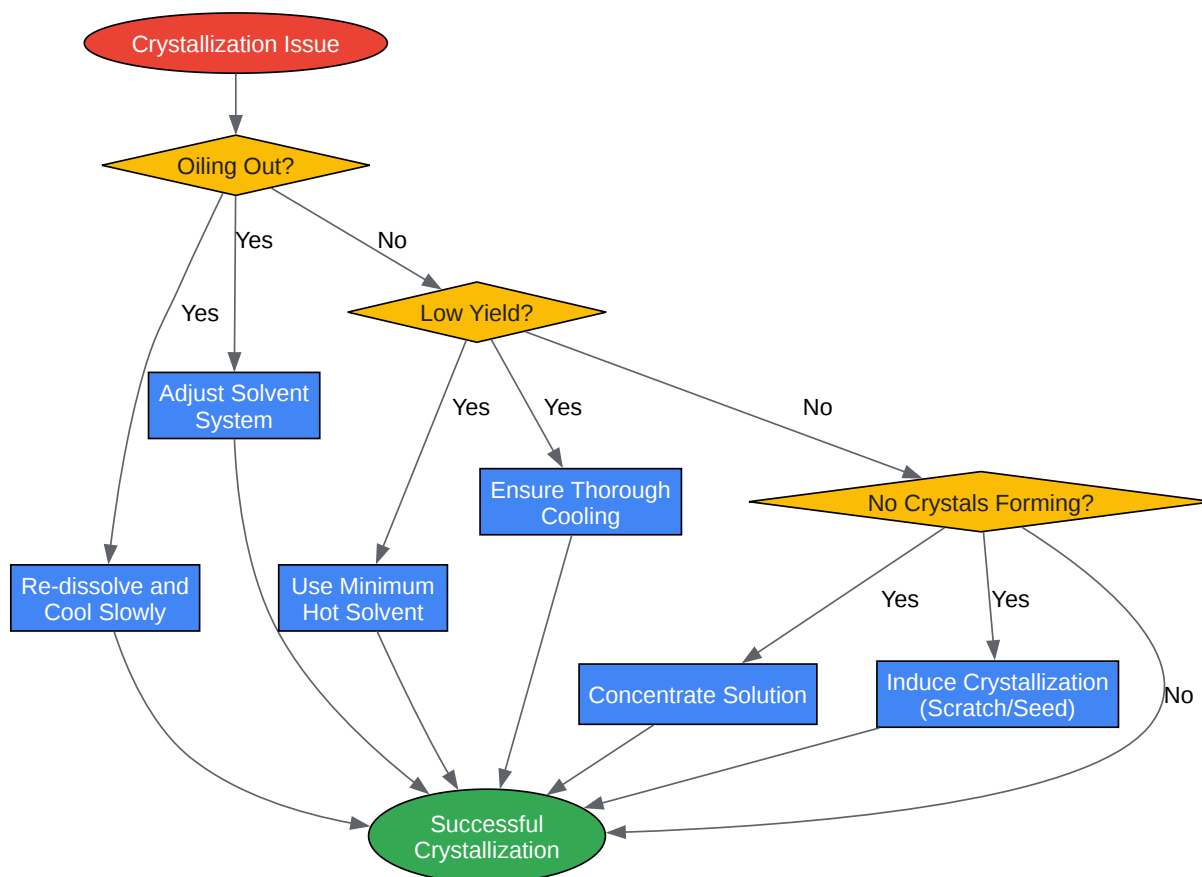 Crystallization Issue
Oiling Out?
Yes
No
Yes
Low Yield?
Adjust Solvent
System
Yes
Yes
No
Ensure Thorough
Cooling
No Crystals Forming?
Re-dissolve and
Cool Slowly
Use Minimum
Hot Solvent
Yes
Yes
Concentrate Solution
Induce Crystallization
(Scratch/Seed)
No
Successful
Crystallization